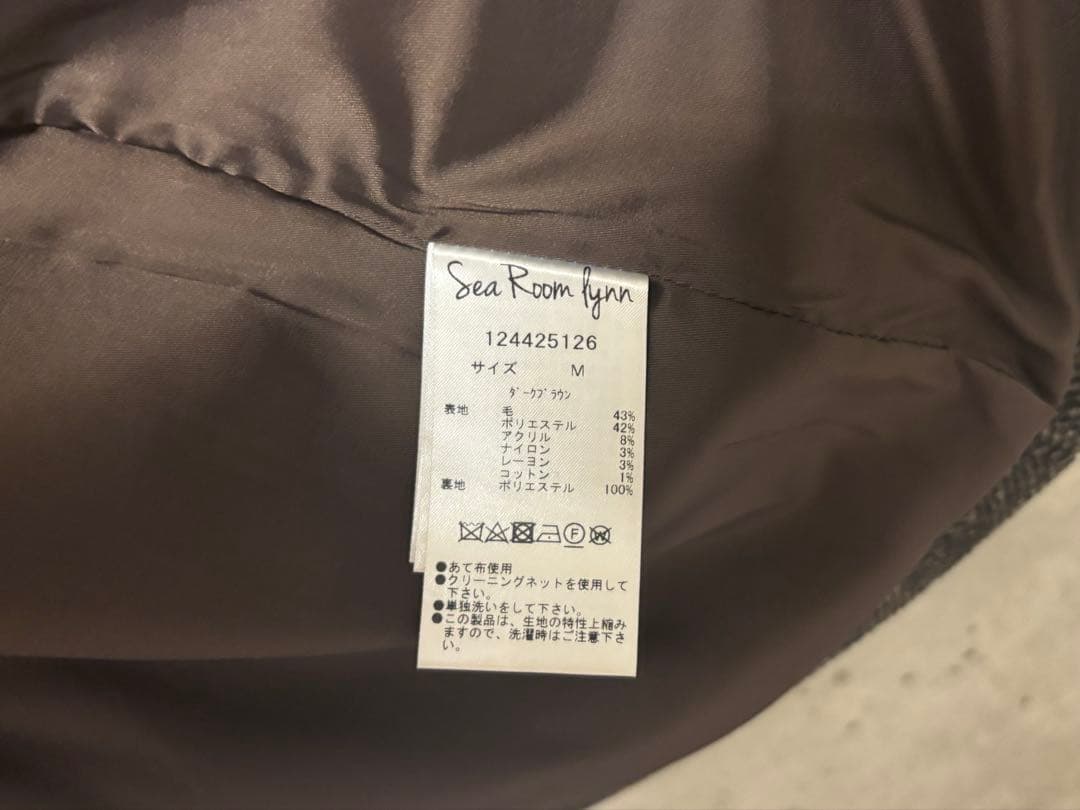 Sea Room lynn
124425126
サイズ M
ダークブラウン
表地 毛 43%
ポリエステル 42%
アクリル 8%
ナイロン 3%
レーヨン 3%
コットン 1%
裏地 ポリエステル 100%
F W
●あて布使用
●クリーニングネットを使用して
下さい。
●単独洗いをして下さい。
●この製品は、生地の特性上縮み
ますので、洗濯時はご注意下さ
い。